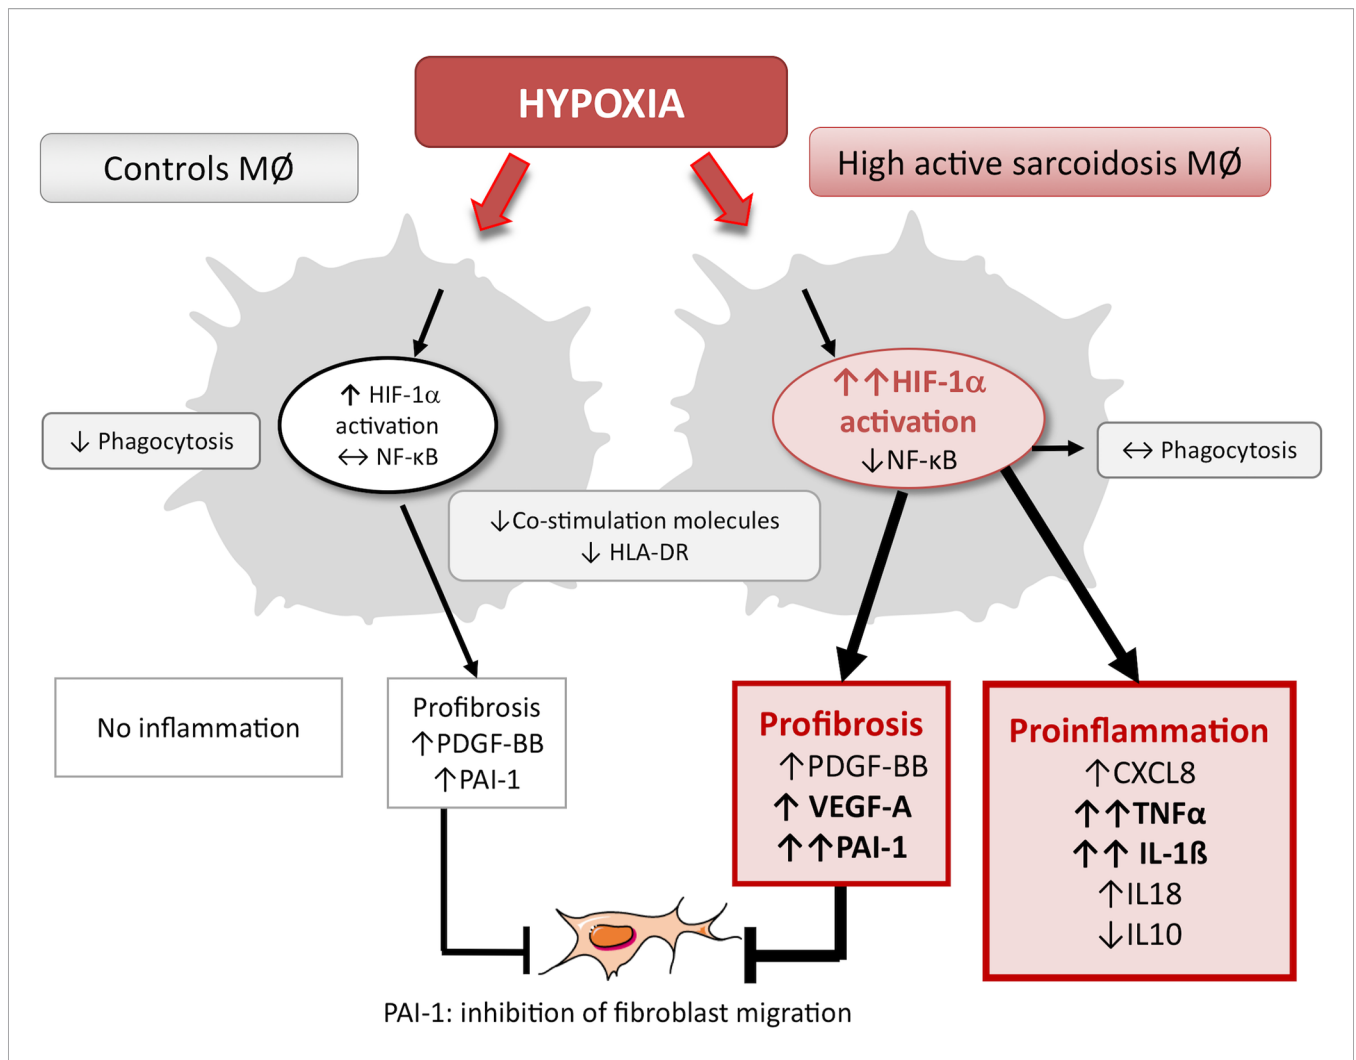 HYPOXIA
Controls MØ
High active sarcoidosis MØ
↑ HIF-1α
activation
↔ NF-κB
↑↑HIF-1α
activation
↓NF-κB
↓ Phagocytosis
↔ Phagocytosis
↓Co-stimulation molecules
↓ HLA-DR
No inflammation
Profibrosis
↑PDGF-BB
↑PAI-1
Profibrosis
↑PDGF-BB
↑ VEGF-A
↑↑PAI-1
Proinflammation
↑CXCL8
↑↑TNFα
↑↑ IL-1ß
↑IL18
↓IL10
PAI-1: inhibition of fibroblast migration